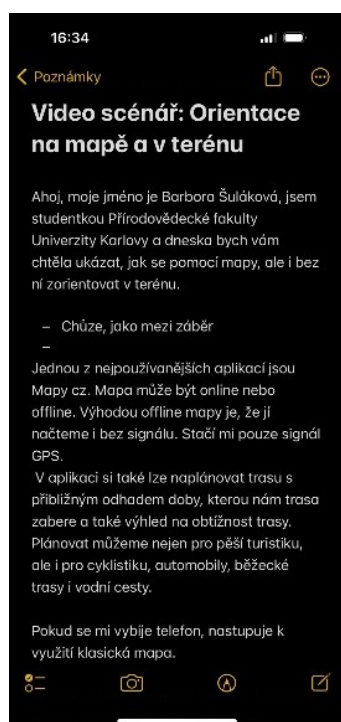 16:34
Poznámky
Video scénář: Orientace
na mapě a v terénu
Ahoj, moje jméno je Barbora Šuláková, jsem
studentkou Přírodovědecké fakulty
Univerzity Karlovy a dneska bych vám
chtěla ukázat, jak se pomocí mapy, ale i bez
ní zorientovat v terénu.
– Chůze, jako mezi záběr
–
Jednou z nejpoužívanějších aplikací jsou
Mapy cz. Mapa může být online nebo
offline. Výhodou offline mapy je, že jí
načteme i bez signálu. Stačí mi pouze signál
GPS.
V aplikaci si také lze naplánovat trasu s
přibližným odhadem doby, kterou nám trasa
zabere a také výhled na obtížnost trasy.
Plánovat můžeme nejen pro pěší turistiku,
ale i pro cyklistiku, automobily, běžecké
trasy i vodní cesty.
Pokud se mi vybije telefon, nastupuje k
využití klasická mapa.